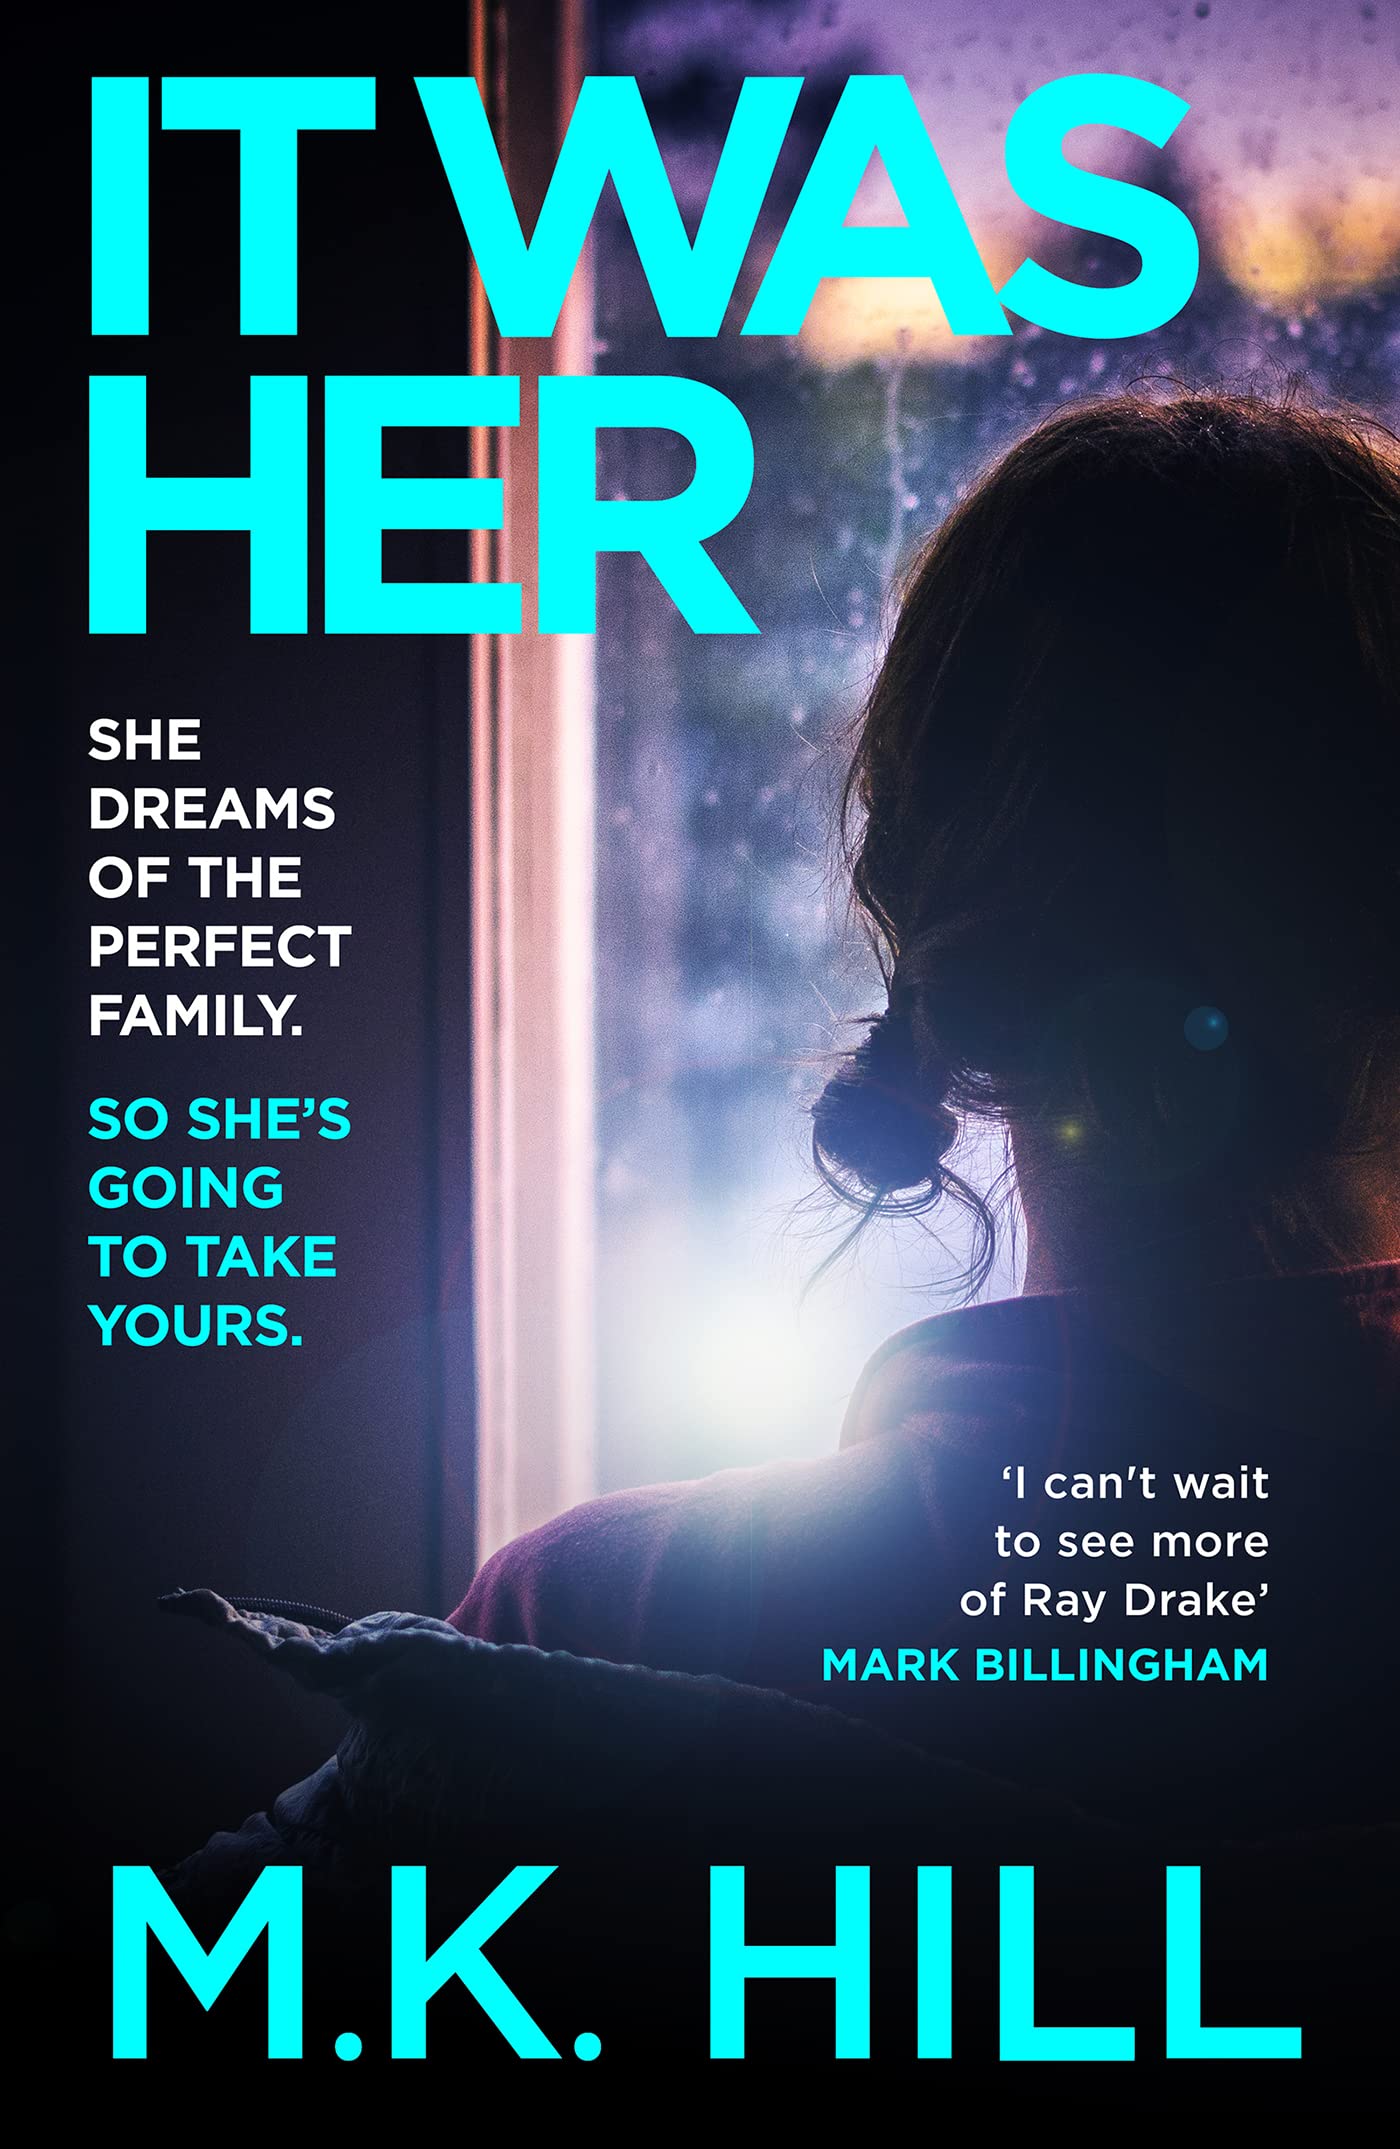 IT WAS
HER
SHE
DREAMS
OF THE
PERFECT
FAMILY.
SO SHE’S
GOING
TO TAKE
YOURS.
‘I can't wait
to see more
of Ray Drake’
MARK BILLINGHAM
M.K. HILL